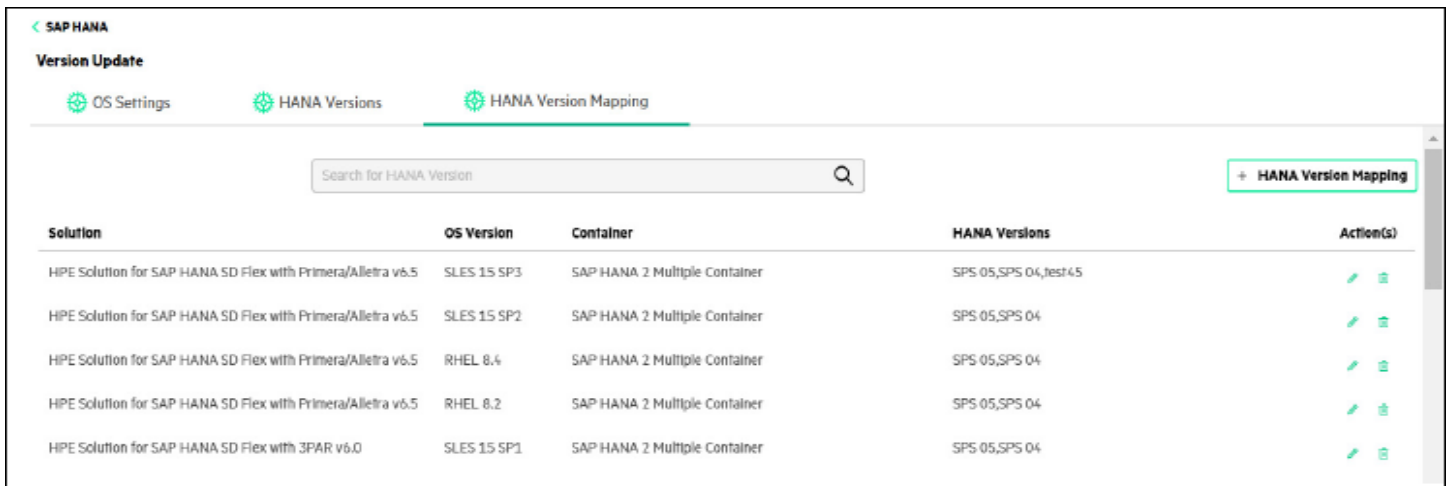 SAP HANA
Version Update
OS Settings HANA Versions HANA Version Mapping
Search for HANA Version + HANA Version Mapping
Solution OS Version Container HANA Versions Action(s)
HPE Solution for SAP HANA SD Flex with Primera/Alletra v6.5 SLES 15 SP3 SAP HANA 2 Multiple Container SPS 05,SPS 04,test45
HPE Solution for SAP HANA SD Flex with Primera/Alletra v6.5 SLES 15 SP2 SAP HANA 2 Multiple Container SPS 05,SPS 04
HPE Solution for SAP HANA SD Flex with Primera/Alletra v6.5 RHEL 8.4 SAP HANA 2 Multiple Container SPS 05,SPS 04
HPE Solution for SAP HANA SD Flex with Primera/Alletra v6.5 RHEL 8.2 SAP HANA 2 Multiple Container SPS 05,SPS 04
HPE Solution for SAP HANA SD Flex with 3PAR v6.0 SLES 15 SP1 SAP HANA 2 Multiple Container SPS 05,SPS 04